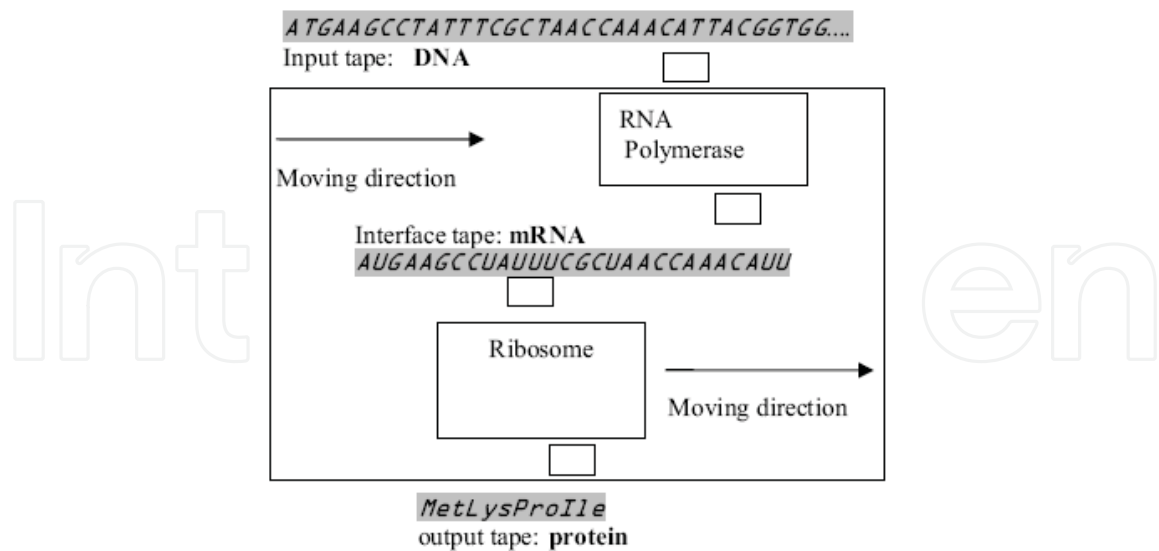 ATGAAGCCTATTTCGCTAACCAAACATTACGGTGG....
Input tape: DNA
RNA
Polymerase
Moving direction
Interface tape: mRNA
AUGAAGCCUAUUUCGCUAACCAAACAUU
Ribosome
Moving direction
MetLysProIle
output tape: protein